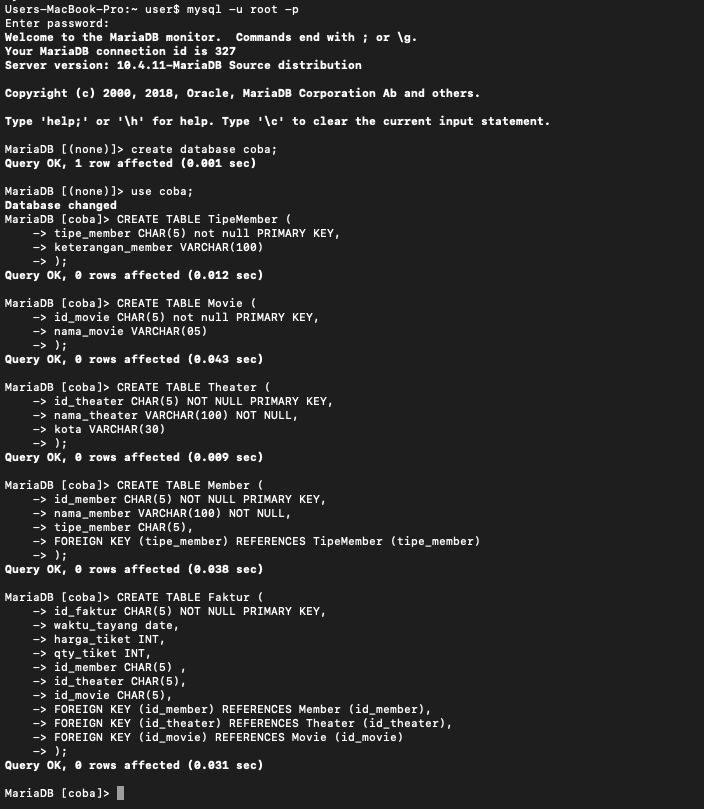 Users-MacBook-Pro:~ user$ mysql -u root -p
Enter password:
Welcome to the MariaDB monitor.  Commands end with ; or \g.
Your MariaDB connection id is 327
Server version: 10.4.11-MariaDB Source distribution

Copyright (c) 2000, 2018, Oracle, MariaDB Corporation Ab and others.

Type 'help;' or '\h' for help. Type '\c' to clear the current input statement.

MariaDB [(none)]> create database coba;
Query OK, 1 row affected (0.001 sec)

MariaDB [(none)]> use coba;
Database changed
MariaDB [coba]> CREATE TABLE TipeMember (
    -> tipe_member CHAR(5) not null PRIMARY KEY,
    -> keterangan_member VARCHAR(100)
    -> );
Query OK, 0 rows affected (0.012 sec)

MariaDB [coba]> CREATE TABLE Movie (
    -> id_movie CHAR(5) not null PRIMARY KEY,
    -> nama_movie VARCHAR(05)
    -> );
Query OK, 0 rows affected (0.043 sec)

MariaDB [coba]> CREATE TABLE Theater (
    -> id_theater CHAR(5) NOT NULL PRIMARY KEY,
    -> nama_theater VARCHAR(100) NOT NULL,
    -> kota VARCHAR(30)
    -> );
Query OK, 0 rows affected (0.009 sec)

MariaDB [coba]> CREATE TABLE Member (
    -> id_member CHAR(5) NOT NULL PRIMARY KEY,
    -> nama_member VARCHAR(100) NOT NULL,
    -> tipe_member CHAR(5),
    -> FOREIGN KEY (tipe_member) REFERENCES TipeMember (tipe_member)
    -> );
Query OK, 0 rows affected (0.038 sec)

MariaDB [coba]> CREATE TABLE Faktur (
    -> id_faktur CHAR(5) NOT NULL PRIMARY KEY,
    -> waktu_tayang date,
    -> harga_tiket INT,
    -> qty_tiket INT,
    -> id_member CHAR(5) ,
    -> id_theater CHAR(5),
    -> id_movie CHAR(5),
    -> FOREIGN KEY (id_member) REFERENCES Member (id_member),
    -> FOREIGN KEY (id_theater) REFERENCES Theater (id_theater),
    -> FOREIGN KEY (id_movie) REFERENCES Movie (id_movie)
    -> );
Query OK, 0 rows affected (0.031 sec)

MariaDB [coba]>